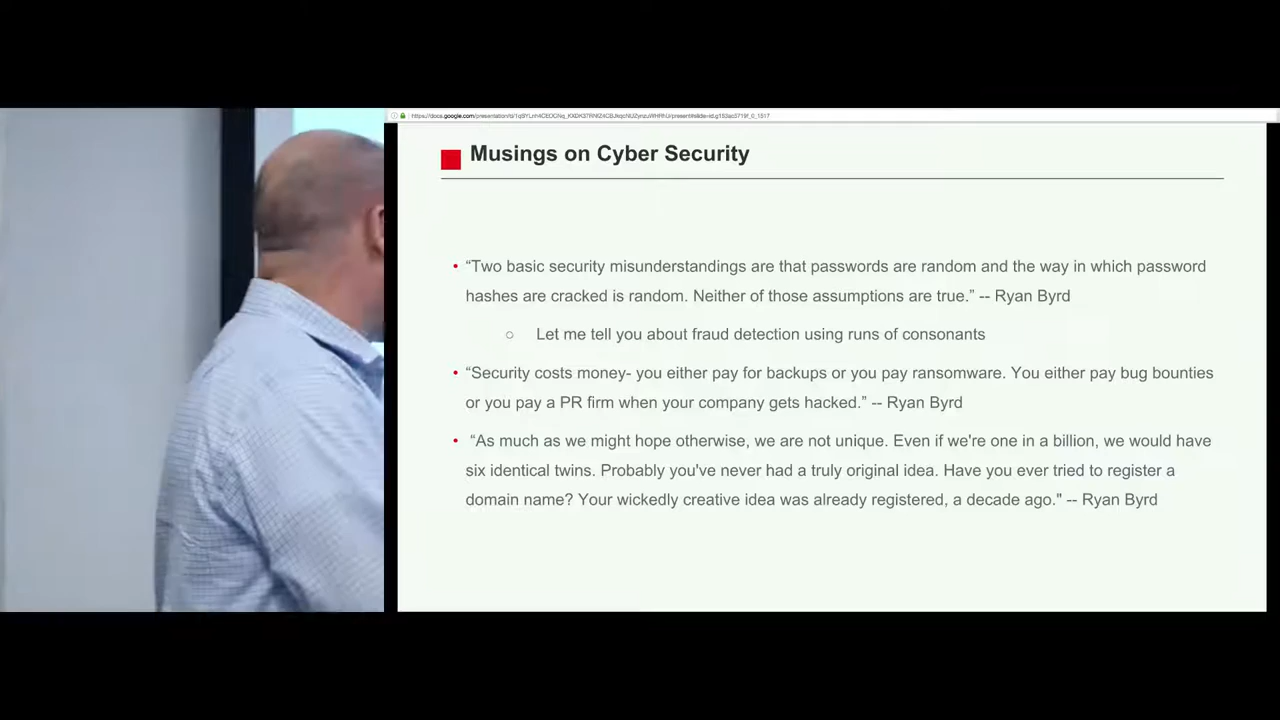 Musings on Cyber Security
• “Two basic security misunderstandings are that passwords are random and the way in which password
hashes are cracked is random. Neither of those assumptions are true.” -- Ryan Byrd
○ Let me tell you about fraud detection using runs of consonants
• “Security costs money- you either pay for backups or you pay ransomware. You either pay bug bounties
or you pay a PR firm when your company gets hacked.” -- Ryan Byrd
• “As much as we might hope otherwise, we are not unique. Even if we're one in a billion, we would have
six identical twins. Probably you've never had a truly original idea. Have you ever tried to register a
domain name? Your wickedly creative idea was already registered, a decade ago." -- Ryan Byrd